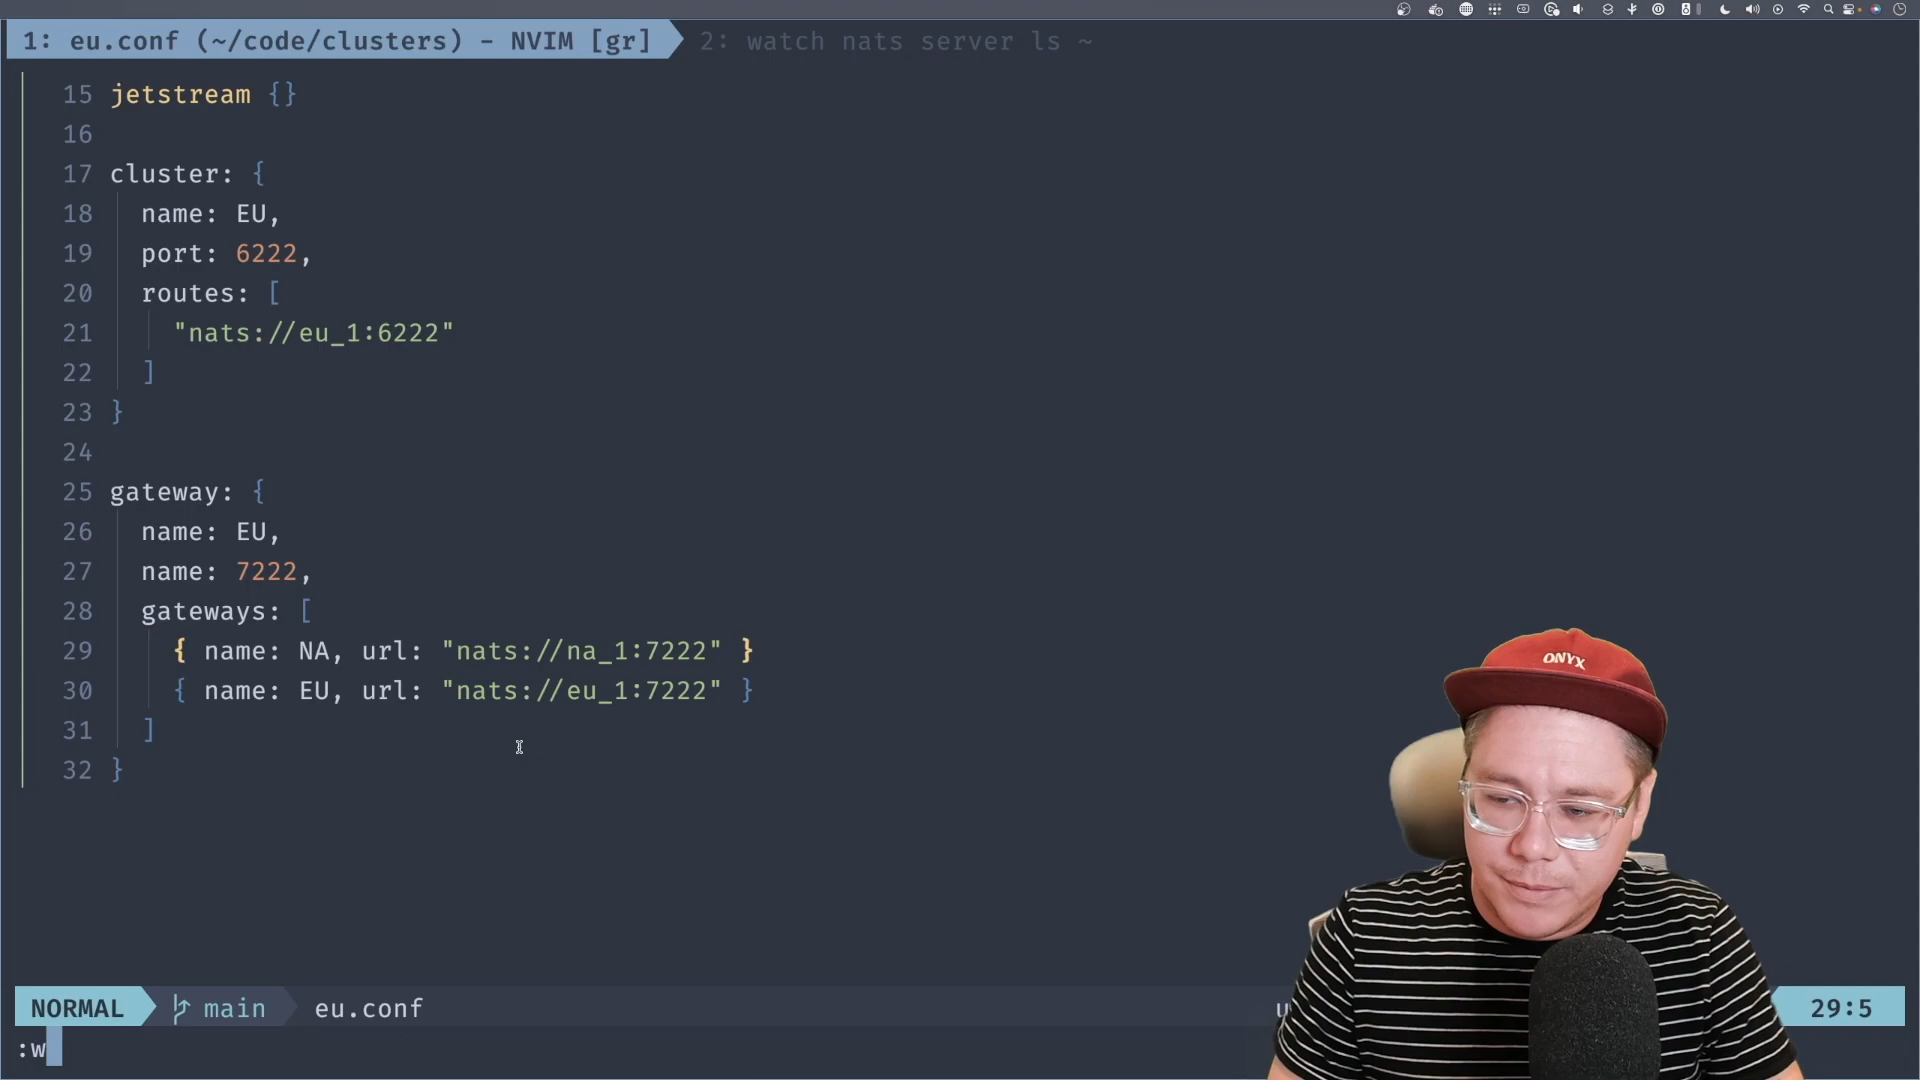 1: eu.conf (~/code/clusters) - NVIM [gr] 2: watch nats server ls ~
15 jetstream {}
16
17 cluster: {
18 name: EU,
19 port: 6222,
20 routes: [
21 "nats://eu_1:6222"
22 ]
23 }
24
25 gateway: {
26 name: EU,
27 name: 7222,
28 gateways: [
29 { name: NA, url: "nats://na_1:7222" }
30 { name: EU, url: "nats://eu_1:7222" }
31 ]
32 }
ONYX
NORMAL main eu.conf 29:5
:w